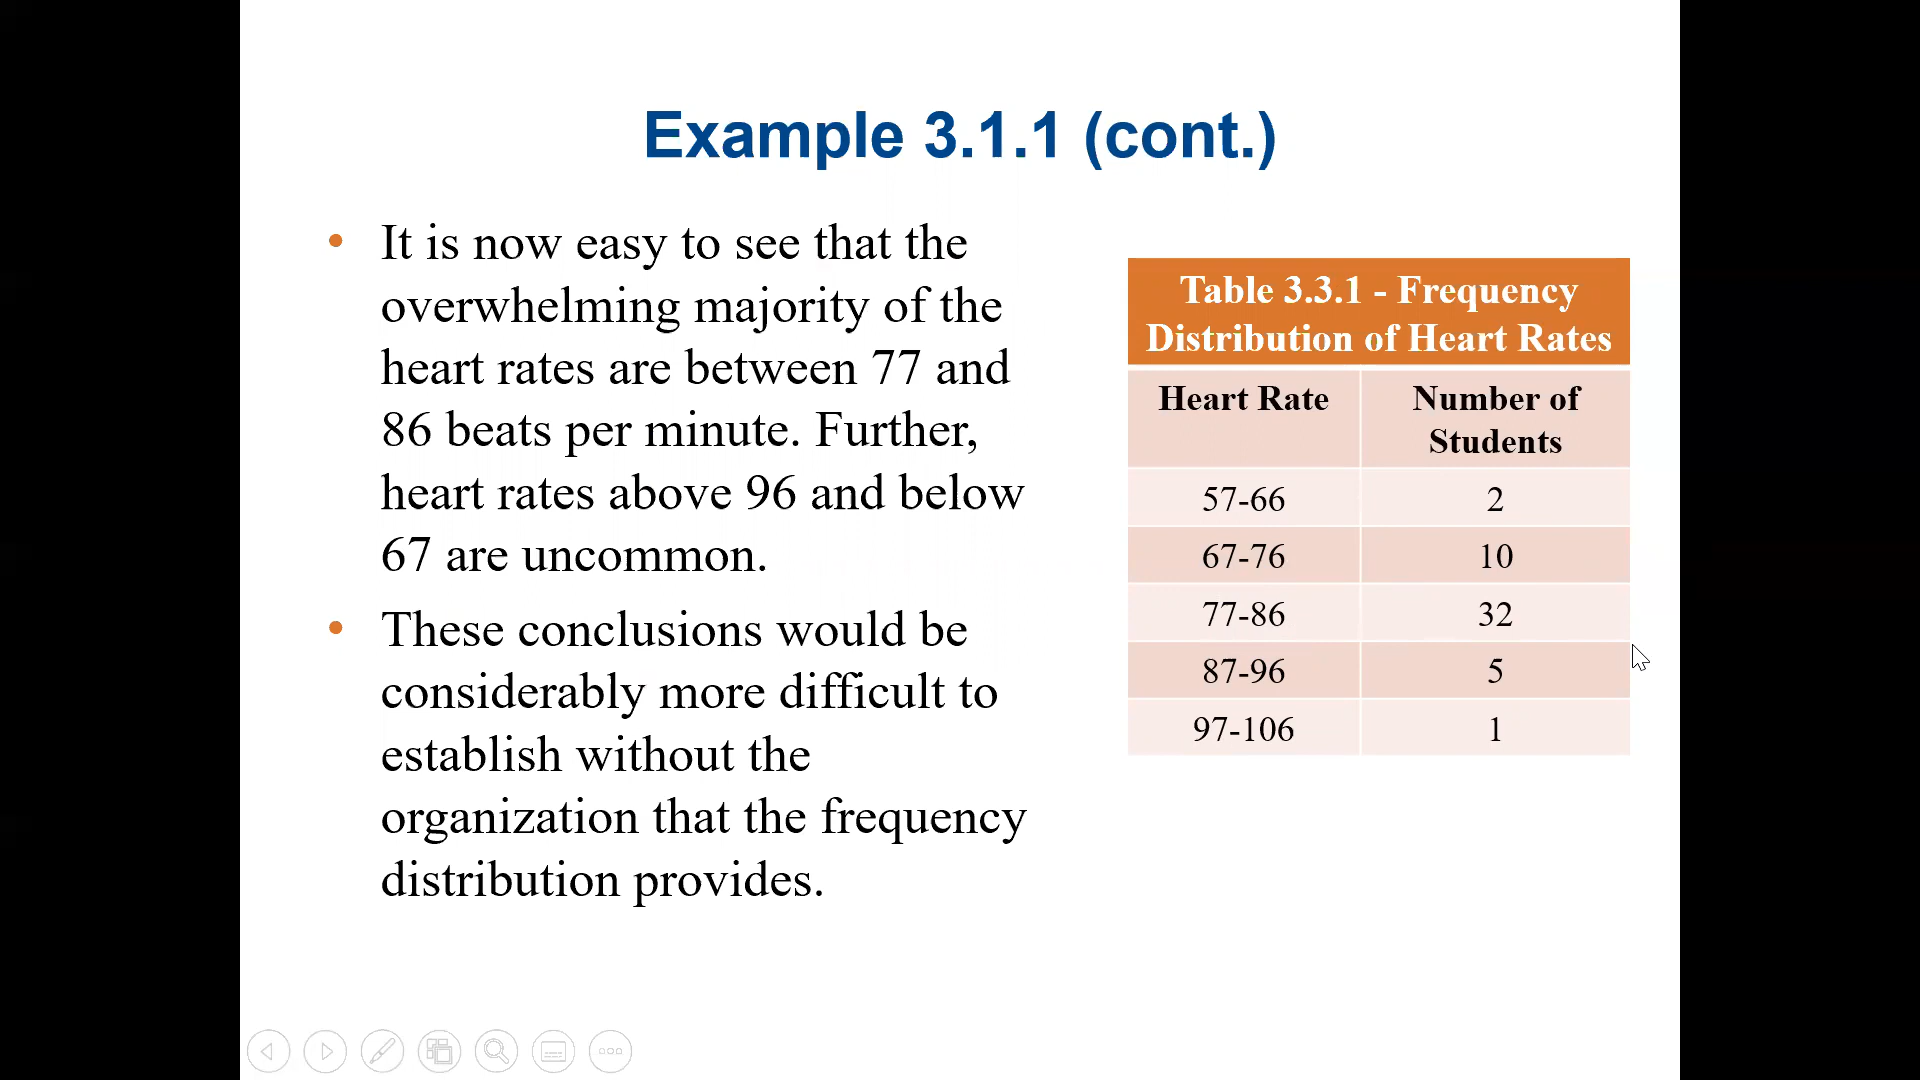 Example 3.1.1 (cont.)
• It is now easy to see that the
overwhelming majority of the
heart rates are between 77 and
86 beats per minute. Further,
heart rates above 96 and below
67 are uncommon.
• These conclusions would be
considerably more difficult to
establish without the
organization that the frequency
distribution provides.
Table 3.3.1 - Frequency
Distribution of Heart Rates
Heart Rate Number of
Students
57-66 2
67-76 10
77-86 32
87-96 5
97-106 1